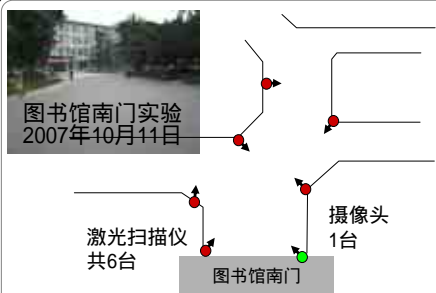 图书馆南门实验
2007年10月11日
激光扫描仪
共6台
摄像头
1台
图书馆南门